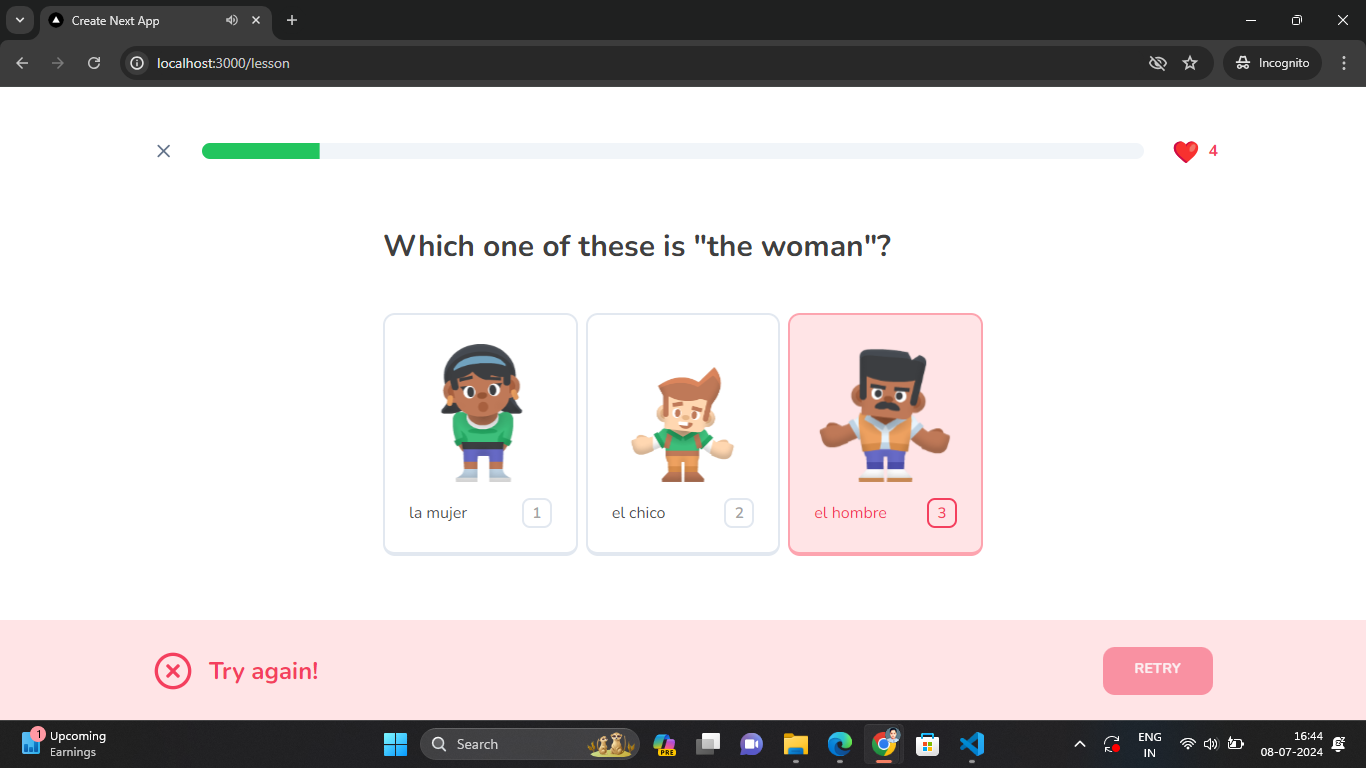 Create Next App
localhost:3000/lesson
Incognito
4
Which one of these is "the woman"?
la mujer 1
el chico 2
el hombre 3
Try again!
RETRY
1
Upcoming
Earnings
Search
PRE
ENG
IN
16:44
08-07-2024